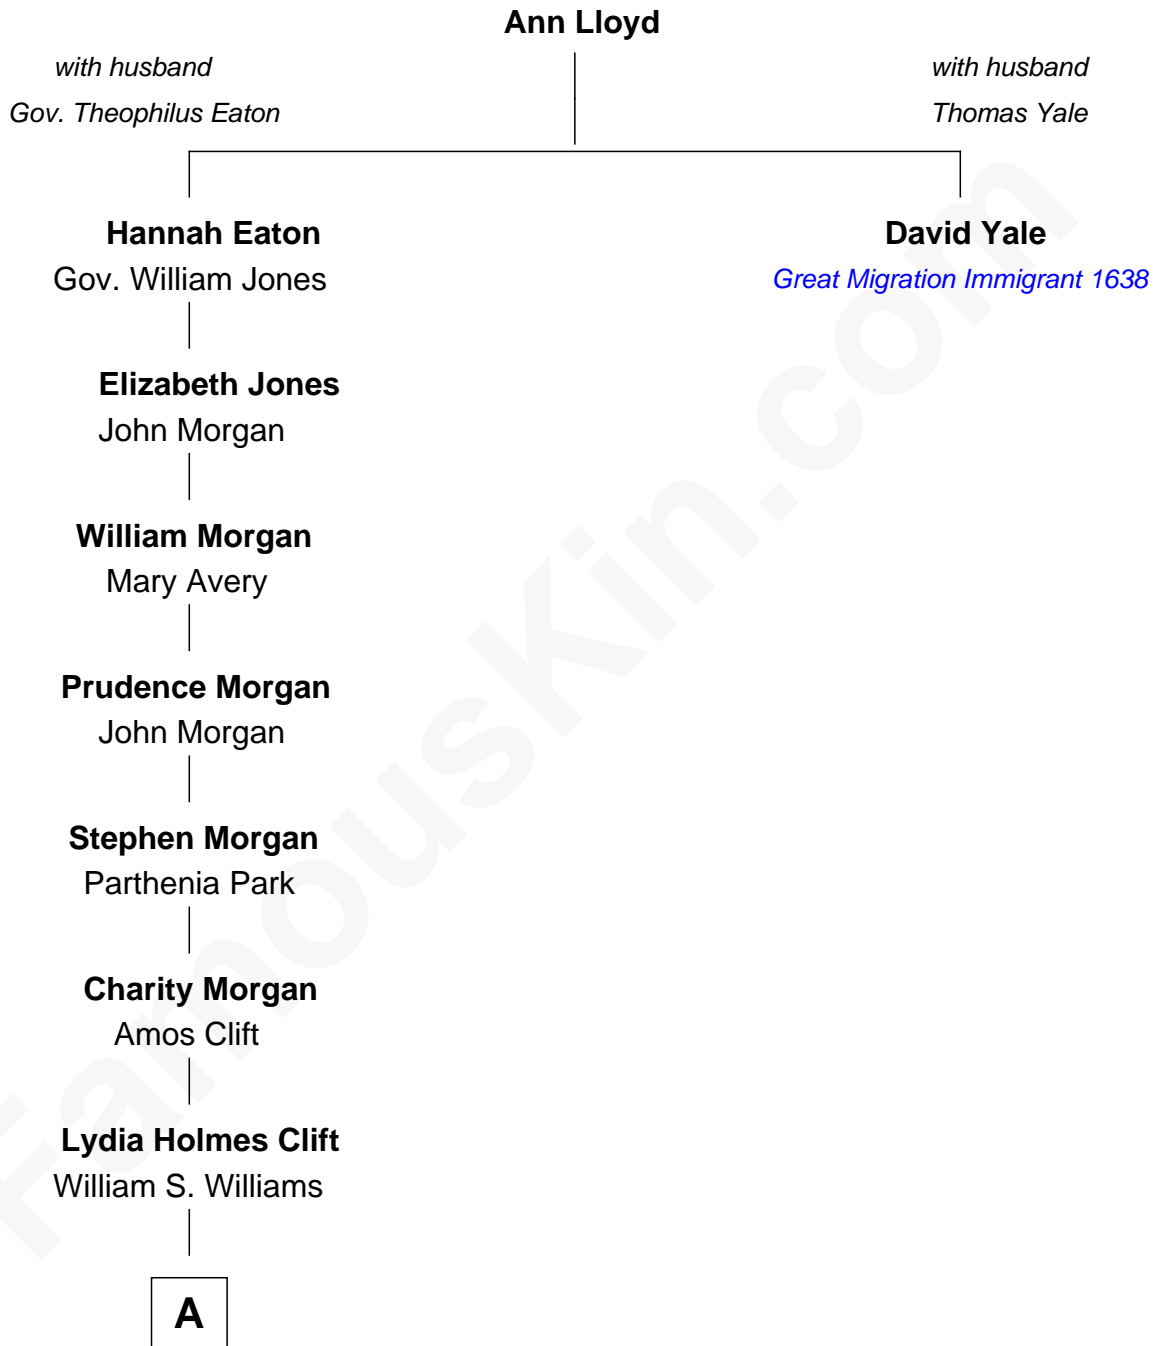 Ann Lloyd
with husband
Gov. Theophilus Eaton
with husband
Thomas Yale
Hannah Eaton
Gov. William Jones
David Yale
Great Migration Immigrant 1638
Elizabeth Jones
John Morgan
William Morgan
Mary Avery
Prudence Morgan
John Morgan
Stephen Morgan
Parthenia Park
Charity Morgan
Amos Clift
Lydia Holmes Clift
William S. Williams
A
FamousKin.com